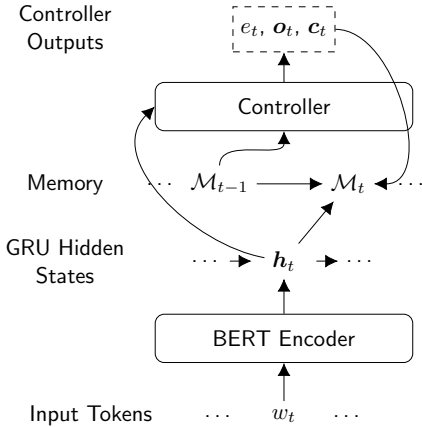 Controller
Outputs
e_t, o_t, c_t
Controller
Memory
··· M_{t−1} M_t ···
GRU Hidden
States
··· h_t ···
BERT Encoder
Input Tokens ··· w_t ···